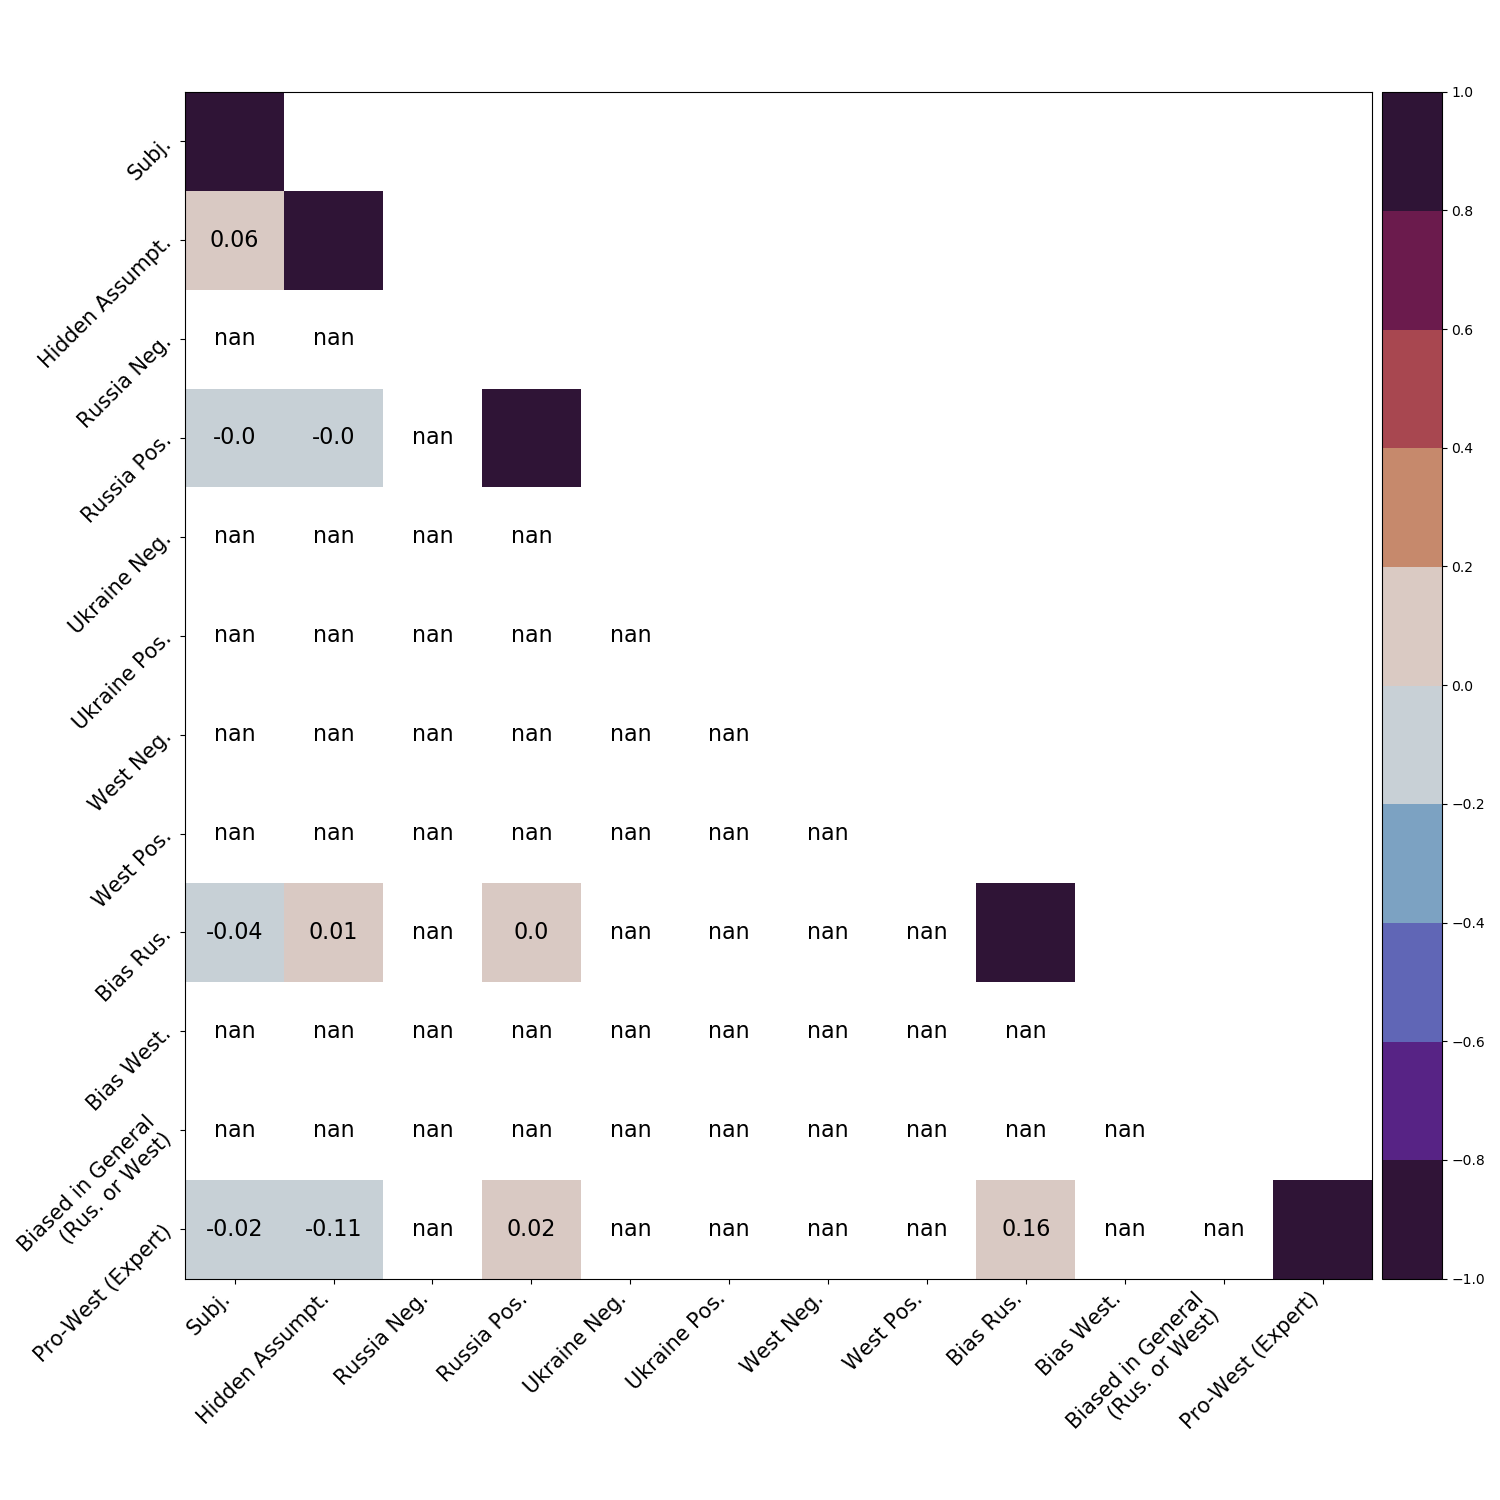 1.0
Subj.
0.8
Hidden Assumpt. 0.06
0.6
Russia Neg. nan nan
Russia Pos. -0.0 -0.0 nan
0.4
Ukraine Neg. nan nan nan nan
0.2
Ukraine Pos. nan nan nan nan nan
0.0
West Neg. nan nan nan nan nan nan
−0.2
West Pos. nan nan nan nan nan nan nan
−0.4
Bias Rus. -0.04 0.01 nan 0.0 nan nan nan nan
Bias West. nan nan nan nan nan nan nan nan nan
−0.6
Biased in General
(Rus. or West) nan nan nan nan nan nan nan nan nan nan
−0.8
Pro-West (Expert) -0.02 -0.11 nan 0.02 nan nan nan nan 0.16 nan nan
−1.0
Subj.
Hidden Assumpt.
Russia Neg.
Russia Pos.
Ukraine Neg.
Ukraine Pos.
West Neg.
West Pos.
Bias Rus.
Bias West.
Biased in General
(Rus. or West)
Pro-West (Expert)